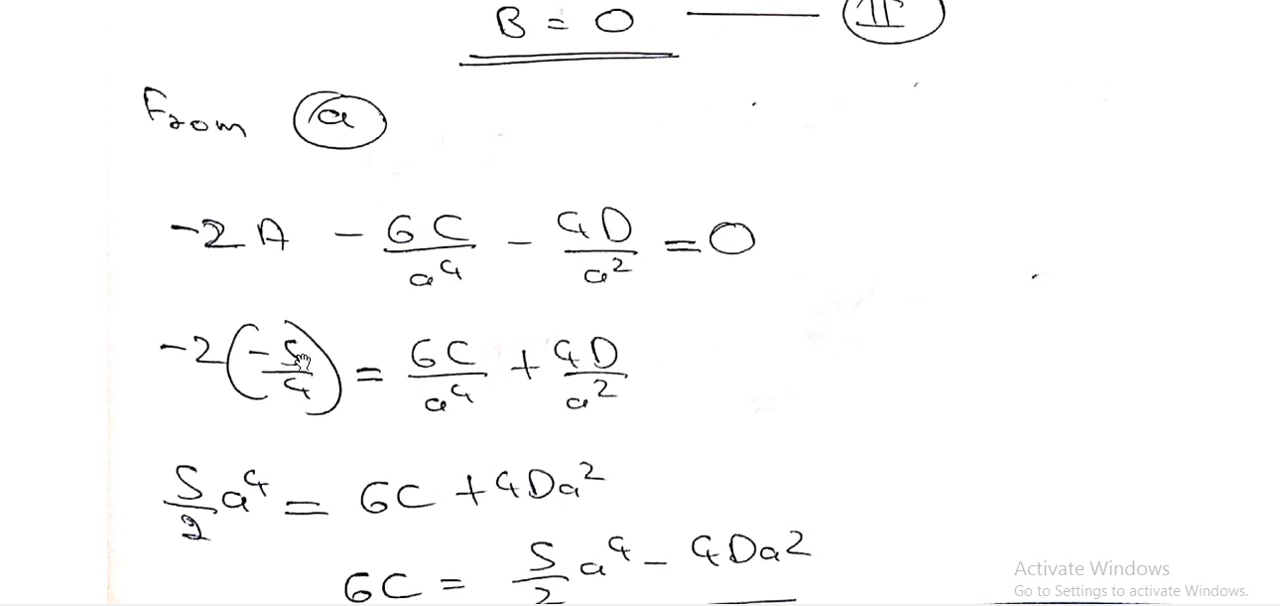 B = 0 —— II
From a
-2A - 6C/a⁴ - 4D/a² = 0
-2(-S/4) = 6C/a⁴ + 4D/a²
S/2 a⁴ = 6C + 4Da²
6C = S/2 a⁴ - 4Da²
Activate Windows
Go to Settings to activate Windows.